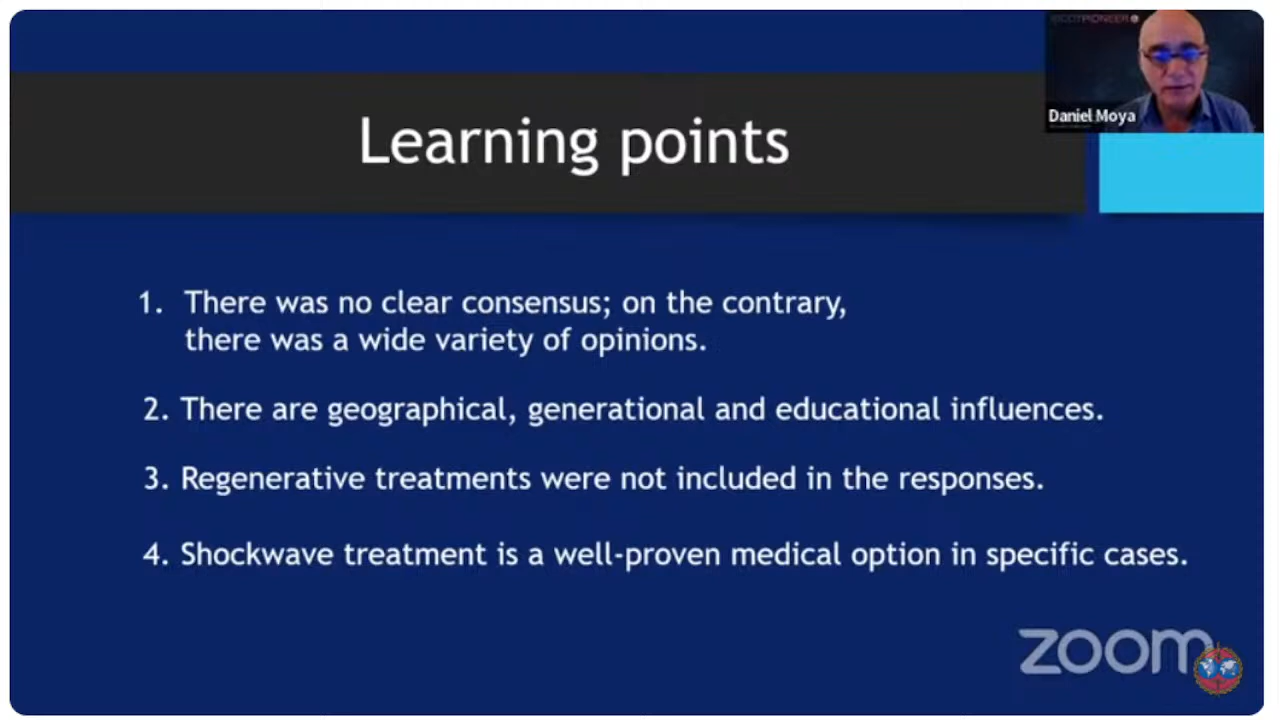 SICOT PIONEER
Daniel Moya
Learning points
1. There was no clear consensus; on the contrary,
there was a wide variety of opinions.
2. There are geographical, generational and educational influences.
3. Regenerative treatments were not included in the responses.
4. Shockwave treatment is a well-proven medical option in specific cases.
zoom